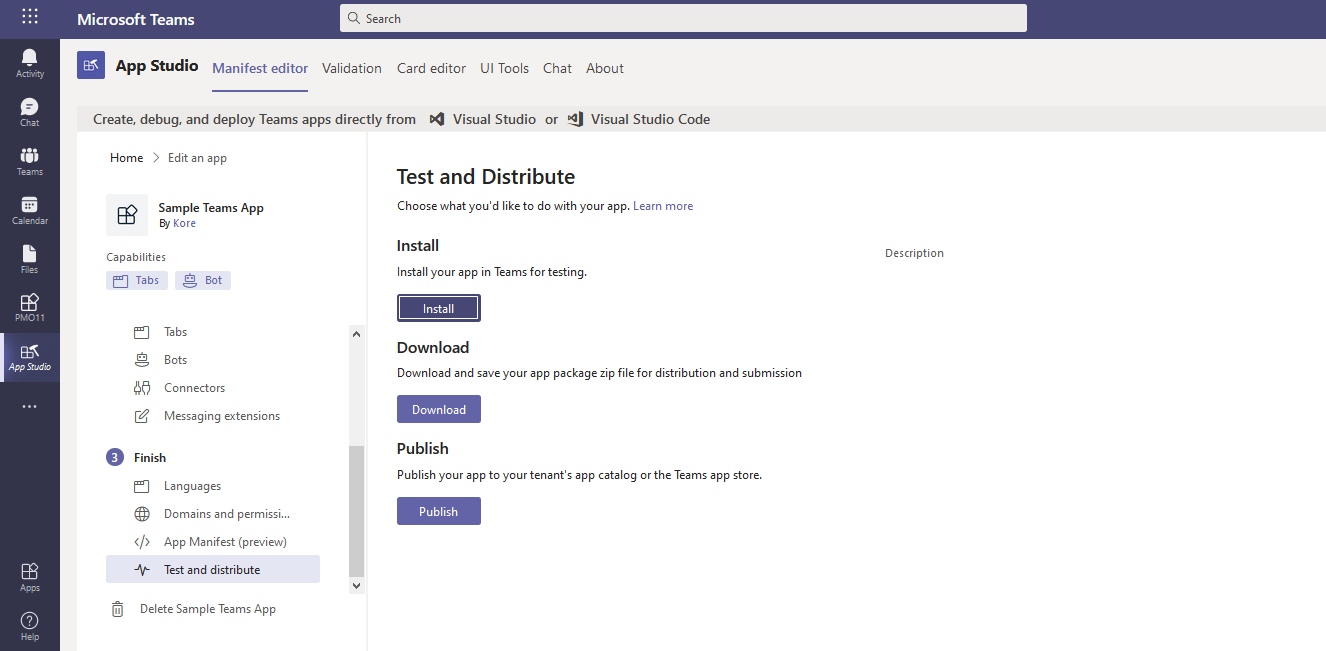 Microsoft Teams
Search
Activity
Chat
Teams
Calendar
Files
PMO11
App Studio
Apps
Help
App Studio
Manifest editor
Validation
Card editor
UI Tools
Chat
About
Create, debug, and deploy Teams apps directly from Visual Studio or Visual Studio Code
Home > Edit an app
Sample Teams App
By Kore
Capabilities
Tabs
Bot
Tabs
Bots
Connectors
Messaging extensions
3 Finish
Languages
Domains and permissi...
App Manifest (preview)
Test and distribute
Delete Sample Teams App
Test and Distribute
Choose what you'd like to do with your app. Learn more
Install
Install your app in Teams for testing.
Install
Description
Download
Download and save your app package zip file for distribution and submission
Download
Publish
Publish your app to your tenant's app catalog or the Teams app store.
Publish